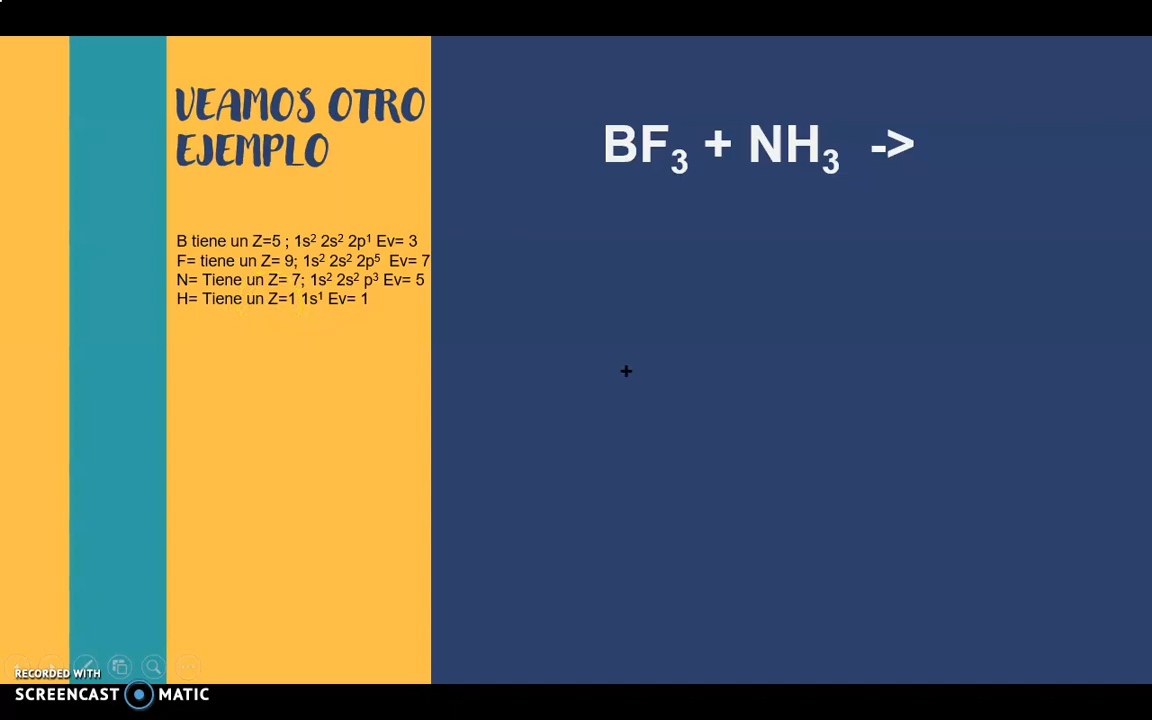 VEAMOS OTRO
EJEMPLO
BF₃ + NH₃ ->
B tiene un Z=5 ; 1s² 2s² 2p¹ Ev= 3
F= tiene un Z= 9; 1s² 2s² 2p⁵ Ev= 7
N= Tiene un Z= 7; 1s² 2s² p³ Ev= 5
H= Tiene un Z=1 1s¹ Ev= 1
RECORDED WITH
SCREENCAST MATIC